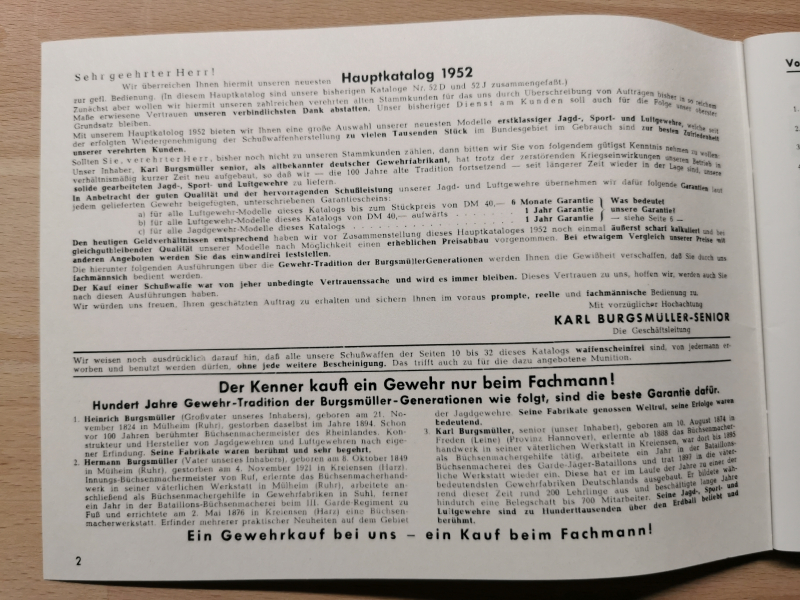 Sehr geehrter Herr!
Wir überreichen Ihnen hiermit unseren neuesten Hauptkatalog 1952
zur gefl. Bedienung. (In diesem Hauptkatalog sind unsere bisherigen Kataloge Nr. 52 D und 52 J zusammengefaßt.)
Zunächst aber wollen wir hiermit unseren zahlreichen verehrten alten Stammkunden für das uns durch Überschreibung von Aufträgen bisher in so reichem
Maße erwiesene Vertrauen unseren verbindlichsten Dank abstatten. Unser bisheriger Dienst am Kunden soll auch für die Folge unser oberster
Grundsatz bleiben.
Mit unserem Hauptkatalog 1952 bieten wir Ihnen eine große Auswahl unserer neuesten Modelle erstklassiger Jagd-, Sport- und Luftgewehre, welche seit
der erfolgten Wiedergenehmigung der Schußwaffenherstellung zu vielen Tausenden Stück im Bundesgebiet im Gebrauch sind zur besten Zufriedenheit
unserer verehrten Kunden.
Sollten Sie, verehrter Herr, bisher noch nicht zu unseren Stammkunden zählen, dann bitten wir Sie von folgendem gütigst Kenntnis nehmen zu wollen:
Unser Inhaber, Karl Burgsmüller senior, als altbekannter deutscher Gewehrfabrikant, hat trotz der zerstörenden Kriegseinwirkungen unseren Betrieb in
verhältnismäßig kurzer Zeit neu aufgebaut, so daß wir — die 100 Jahre alte Tradition fortsetzend — seit längerer Zeit wieder in der Lage sind, unsere
solide gearbeiteten Jagd-, Sport- und Luftgewehre zu liefern.
In Anbetracht der guten Qualität und der hervorragenden Schußleistung unserer Jagd- und Luftgewehre übernehmen wir dafür folgende Garantien laut
jedem gelieferten Gewehr beigefügten, unterschriebenen Garantiescheins:
a) für alle Luftgewehr-Modelle dieses Katalogs bis zum Stückpreis von DM 40,— 6 Monate Garantie } Was bedeutet
b) für alle Luftgewehr-Modelle dieses Katalogs von DM 40,— aufwärts . . . . . 1 Jahr Garantie } unsere Garantie?
c) für alle Jagdgewehr-Modelle dieses Katalogs . . . . . . . . . . 1 Jahr Garantie } — siehe Seite 6 —
Den heutigen Geldverhältnissen entsprechend haben wir vor Zusammenstellung dieses Hauptkataloges 1952 noch einmal äußerst scharf kalkuliert und bei
gleichgutbleibender Qualität unserer Modelle nach Möglichkeit einen erheblichen Preisabbau vorgenommen. Bei etwaigem Vergleich unserer Preise mit
anderen Angeboten werden Sie das einwandfrei feststellen.
Die hierunter folgenden Ausführungen über die Gewehr-Tradition der Burgsmüller Generationen werden Ihnen die Gewißheit verschaffen, daß Sie durch uns
fachmännisch bedient werden.
Der Kauf einer Schußwaffe war von jeher unbedingte Vertrauenssache und wird es immer bleiben. Dieses Vertrauen zu uns, hoffen wir, werden auch Sie
nach diesen Ausführungen haben.
Wir würden uns freuen, Ihren geschätzten Auftrag zu erhalten und sichern Ihnen im voraus prompte, reelle und fachmännische Bedienung zu.
Mit vorzüglicher Hochachtung
KARL BURGSMÜLLER-SENIOR
Die Geschäftsleitung
Wir weisen noch ausdrücklich darauf hin, daß alle unsere Schußwaffen der Seiten 10 bis 32 dieses Katalogs waffenscheinfrei sind, von jedermann er-
worben und benutzt werden dürfen, ohne jede weitere Bescheinigung. Das trifft auch zu für die dazu angebotene Munition.
Der Kenner kauft ein Gewehr nur beim Fachmann!
Hundert Jahre Gewehr-Tradition der Burgsmüller-Generationen wie folgt, sind die beste Garantie dafür.
1. Heinrich Burgsmüller (Großvater unseres Inhabers), geboren am 21. No-
vember 1824 in Mülheim (Ruhr), gestorben daselbst im Jahre 1894. Schon
vor 100 Jahren berühmter Büchsenmachermeister des Rheinlandes. Kon-
strukteur und Hersteller von Jagdgewehren und Luftgewehren nach eige-
ner Erfindung. Seine Fabrikate waren berühmt und sehr begehrt.
2. Hermann Burgsmüller (Vater unseres Inhabers), geboren am 8. Oktober 1849
in Mülheim (Ruhr), gestorben am 4. November 1921 in Kreiensen (Harz).
Innungs-Büchsenmachermeister von Ruf, erlernte das Büchsenmacherhand-
werk in seiner väterlichen Werkstatt in Mülheim (Ruhr), arbeitete an-
schließend als Büchsenmachergehilfe in Gewehrfabriken in Suhl, ferner
ein Jahr in der Bataillons-Büchsenmacherei beim III. Garde-Regiment zu
Fuß und errichtete am 2. Mai 1876 in Kreiensen (Harz) eine Büchsen-
macherwerkstatt. Erfinder mehrerer praktischer Neuheiten auf dem Gebiet
der Jagdgewehre. Seine Fabrikate genossen Weltruf, seine Erfolge waren
bedeutend.
3. Karl Burgsmüller, senior (unser Inhaber), geboren am 10. August 1874 in
Freden (Leine) (Provinz Hannover), erlernte ab 1888 das Büchsenmacher-
handwerk in seiner väterlichen Werkstatt in Kreiensen, war dort bis 1895
als Büchsenmachergehilfe tätig, arbeitete ein Jahr in der Bataillons-
Büchsenmacherei des Garde-Jäger-Bataillons und trat 1897 in die väter-
liche Werkstatt wieder ein. Diese hat er im Laufe der Jahre zu einer der
bedeutendsten Gewehrfabriken Deutschlands ausgebaut. Er bildete wäh-
rend dieser Zeit rund 200 Lehrlinge aus und beschäftigte lange Jahre
hindurch eine Belegschaft bis 700 Mitarbeiter. Seine Jagd-, Sport- und
Luftgewehre sind zu Hunderttausenden über den Erdball beliebt und
berühmt.
Ein Gewehrkauf bei uns — ein Kauf beim Fachmann!
2
Vo
1.